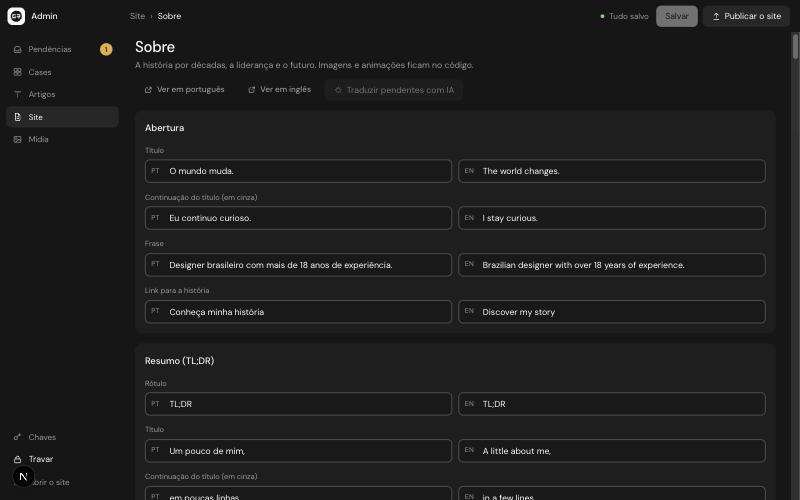 Admin
Site › Sobre
Tudo salvo
Salvar
Publicar o site
Pendências
1
Cases
Artigos
Site
Mídia
Sobre
A história por décadas, a liderança e o futuro. Imagens e animações ficam no código.
Ver em português
Ver em inglês
Traduzir pendentes com IA
Abertura
Título
PT O mundo muda.
EN The world changes.
Continuação do título (em cinza)
PT Eu continuo curioso.
EN I stay curious.
Frase
PT Designer brasileiro com mais de 18 anos de experiência.
EN Brazilian designer with over 18 years of experience.
Link para a história
PT Conheça minha história
EN Discover my story
Resumo (TL;DR)
Rótulo
PT TL;DR
EN TL;DR
Título
PT Um pouco de mim,
EN A little about me,
Continuação do título (em cinza)
PT em poucas linhas
EN in a few lines
Chaves
Travar
N
brir o site